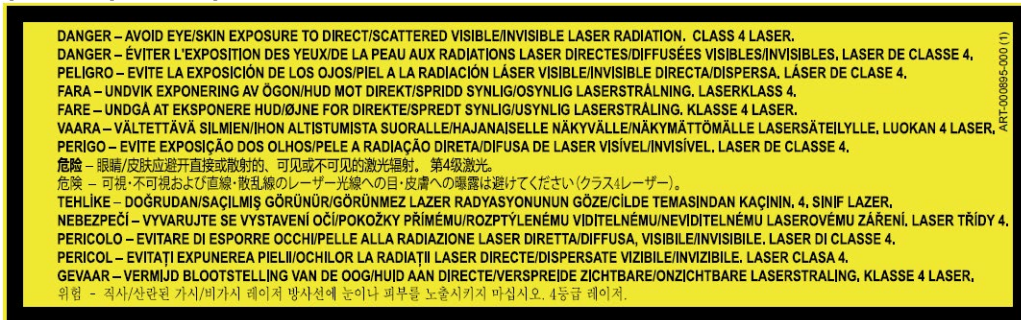 DANGER – AVOID EYE/SKIN EXPOSURE TO DIRECT/SCATTERED VISIBLE/INVISIBLE LASER RADIATION. CLASS 4 LASER.
DANGER – ÉVITER L'EXPOSITION DES YEUX/DE LA PEAU AUX RADIATIONS LASER DIRECTES/DIFFUSÉES VISIBLES/INVISIBLES. LASER DE CLASSE 4.
PELIGRO – EVITE LA EXPOSICIÓN DE LOS OJOS/PIEL A LA RADIACIÓN LÁSER VISIBLE/INVISIBLE DIRECTA/DISPERSA. LÁSER DE CLASE 4.
FARA – UNDVIK EXPONERING AV ÖGON/HUD MOT DIREKT/SPRIDD SYNLIG/OSYNLIG LASERSTRÅLNING. LASERKLASS 4.
FARE – UNDGÅ AT EKSPONERE HUD/ØJNE FOR DIREKTE/SPREDT SYNLIG/USYNLIG LASERSTRÅLING. KLASSE 4 LASER.
VAARA – VÄLTETTÄVÄ SILMIEN/IHON ALTISTUMISTA SUORALLE/HAJANAISELLE NÄKYVÄLLE/NÄKYMÄTTÖMÄLLE LASERSÄTEILYLLE. LUOKAN 4 LASER.
PERIGO – EVITE EXPOSIÇÃO DOS OLHOS/PELE A RADIAÇÃO DIRETA/DIFUSA DE LASER VISÍVEL/INVISÍVEL. LASER DE CLASSE 4.
危险 – 眼睛/皮肤应避开直接或散射的、可见或不可见的激光辐射。 第4级激光。
危険 – 可視・不可視および直線・散乱線のレーザー光線への目・皮膚への曝露は避けてください(クラス4レーザー)。
TEHLİKE – DOĞRUDAN/SAÇILMIŞ GÖRÜNÜR/GÖRÜNMEZ LAZER RADYASYONUNUN GÖZE/CİLDE TEMASINDAN KAÇININ. 4. SINIF LAZER.
NEBEZPEČÍ – VYVARUJTE SE VYSTAVENÍ OČÍ/POKOŽKY PŘÍMÉMU/ROZPTÝLENÉMU VIDITELNÉMU/NEVIDITELNÉMU LASEROVÉMU ZÁŘENÍ. LASER TŘÍDY 4.
PERICOLO – EVITARE DI ESPORRE OCCHI/PELLE ALLA RADIAZIONE LASER DIRETTA/DIFFUSA, VISIBILE/INVISIBILE. LASER DI CLASSE 4.
PERICOL – EVITAȚI EXPUNEREA PIELII/OCHILOR LA RADIAȚII LASER DIRECTE/DISPERSATE VIZIBILE/INVIZIBILE. LASER CLASA 4.
GEVAAR – VERMIJD BLOOTSTELLING VAN DE OOG/HUID AAN DIRECTE/VERSPREIDE ZICHTBARE/ONZICHTBARE LASERSTRALING. KLASSE 4 LASER.
위험 - 직사/산란된 가시/비가시 레이저 방사선에 눈이나 피부를 노출시키지 마십시오. 4등급 레이저.
ART-000895-000 (1)